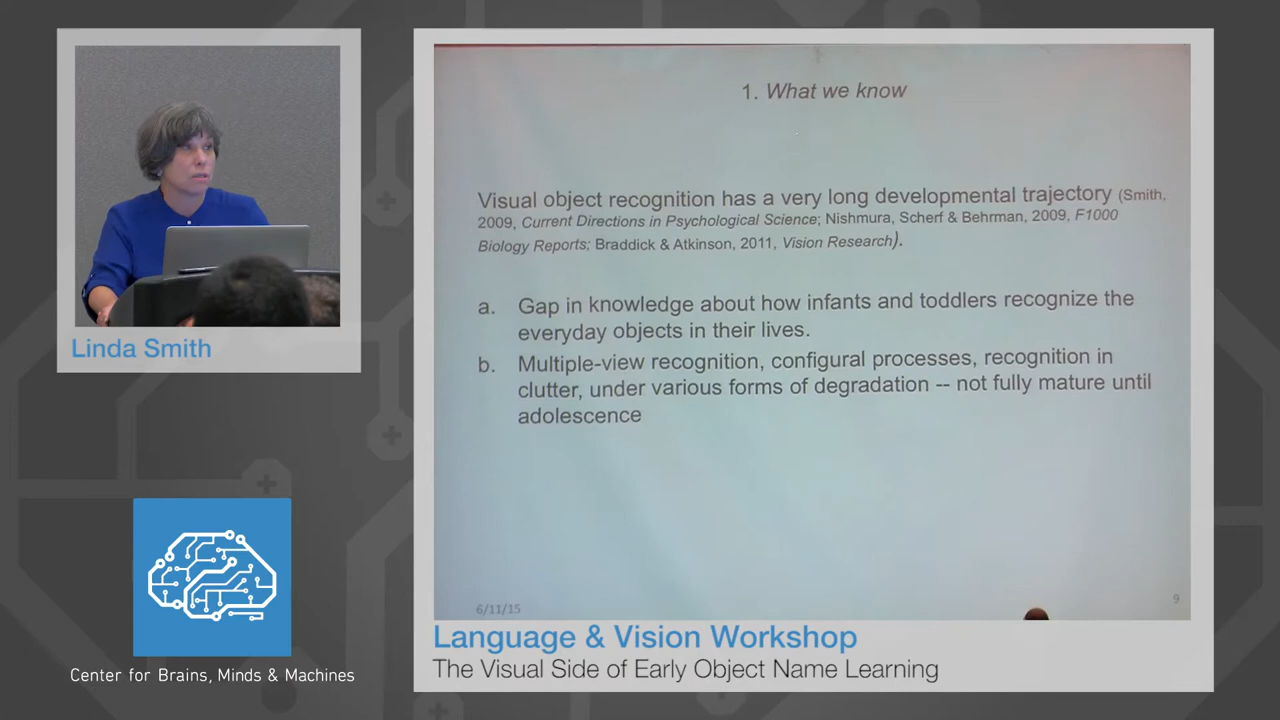 1. What we know
Visual object recognition has a very long developmental trajectory (Smith,
2009, Current Directions in Psychological Science; Nishmura, Scherf & Behrman, 2009, F1000
Biology Reports; Braddick & Atkinson, 2011, Vision Research).
a. Gap in knowledge about how infants and toddlers recognize the
everyday objects in their lives.
b. Multiple-view recognition, configural processes, recognition in
clutter, under various forms of degradation -- not fully mature until
adolescence
6/11/15
9
Linda Smith
Center for Brains, Minds & Machines
Language & Vision Workshop
The Visual Side of Early Object Name Learning